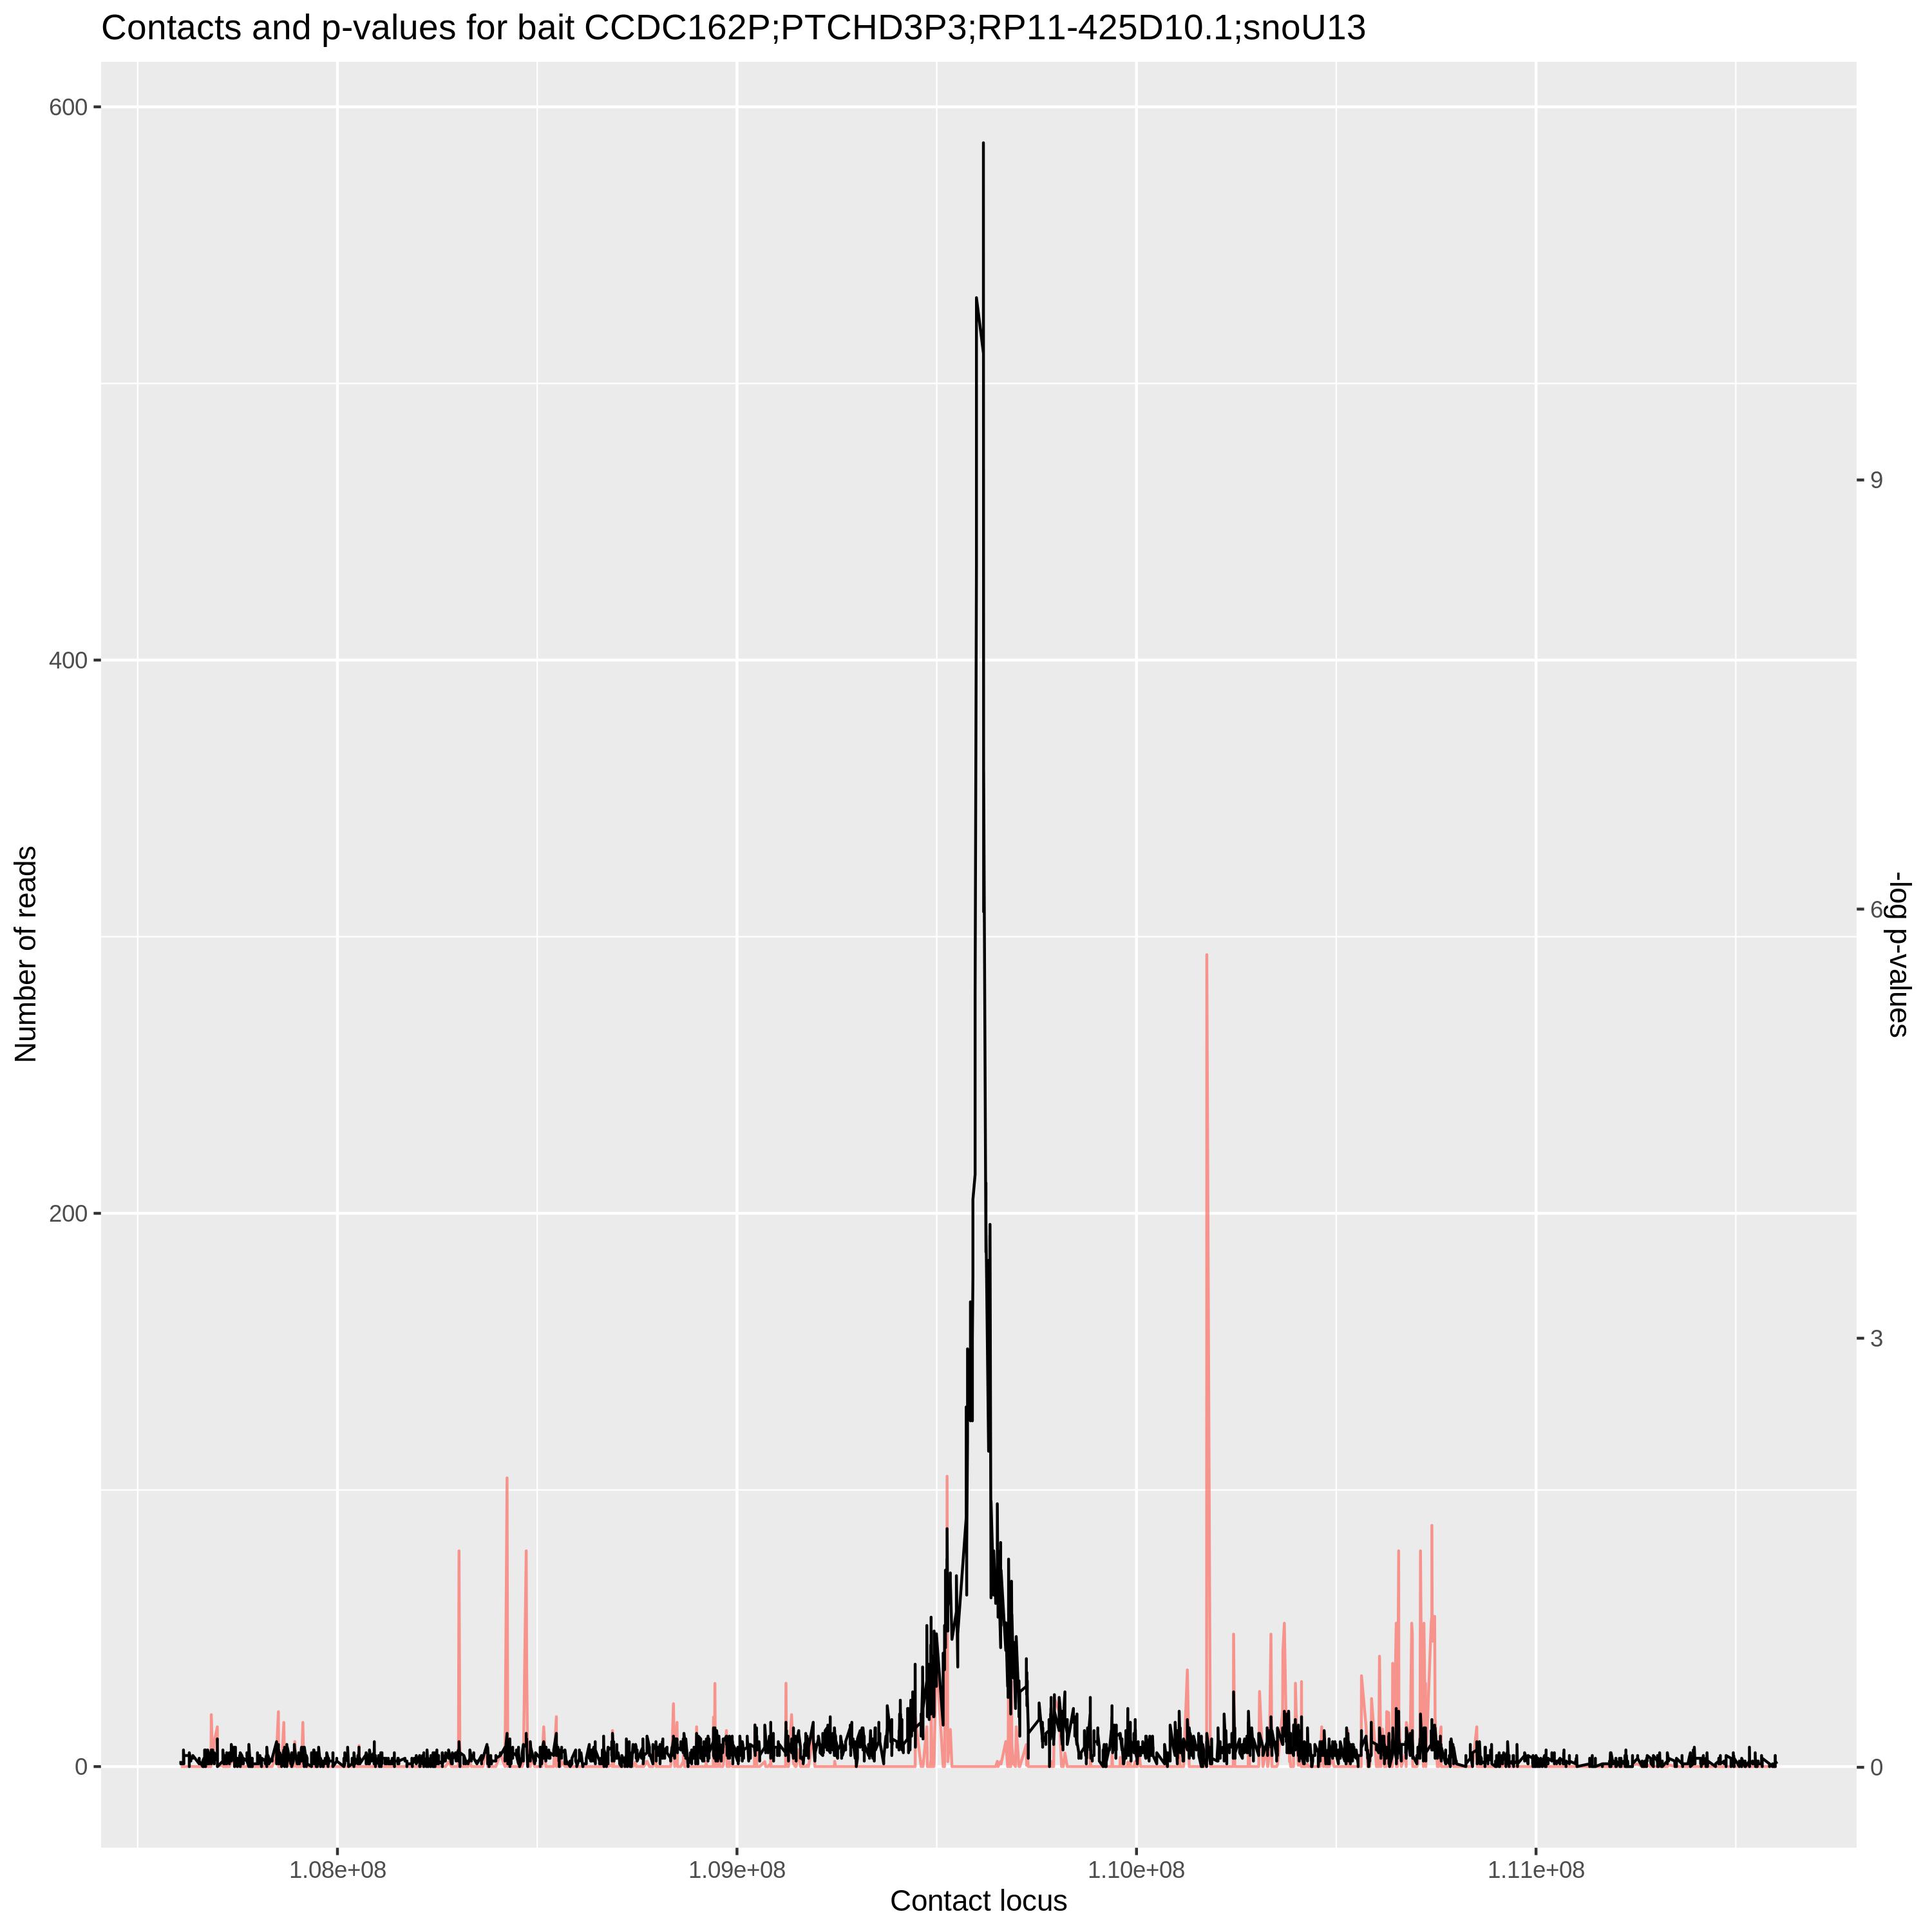 Contacts and p-values for bait CCDC162P;PTCHD3P3;RP11-425D10.1;snoU13
600
400
200
0
Number of reads
9
6
3
0
-log p-values
1.08e+08 1.09e+08 1.10e+08 1.11e+08
Contact locus